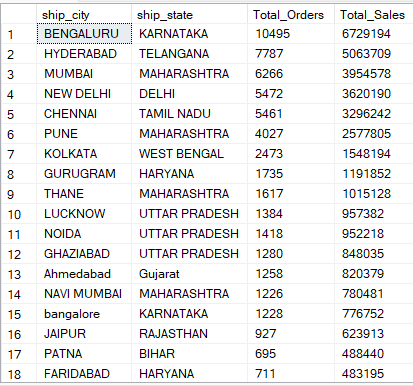 ship_city ship_state Total_Orders Total_Sales
1 BENGALURU KARNATAKA 10495 6729194
2 HYDERABAD TELANGANA 7787 5063709
3 MUMBAI MAHARASHTRA 6266 3954578
4 NEW DELHI DELHI 5472 3620190
5 CHENNAI TAMIL NADU 5461 3296242
6 PUNE MAHARASHTRA 4027 2577805
7 KOLKATA WEST BENGAL 2473 1548194
8 GURUGRAM HARYANA 1735 1191852
9 THANE MAHARASHTRA 1617 1015128
10 LUCKNOW UTTAR PRADESH 1384 957382
11 NOIDA UTTAR PRADESH 1418 952218
12 GHAZIABAD UTTAR PRADESH 1280 848035
13 Ahmedabad Gujarat 1258 820379
14 NAVI MUMBAI MAHARASHTRA 1226 780481
15 bangalore KARNATAKA 1228 776752
16 JAIPUR RAJASTHAN 927 623913
17 PATNA BIHAR 695 488440
18 FARIDABAD HARYANA 711 483195